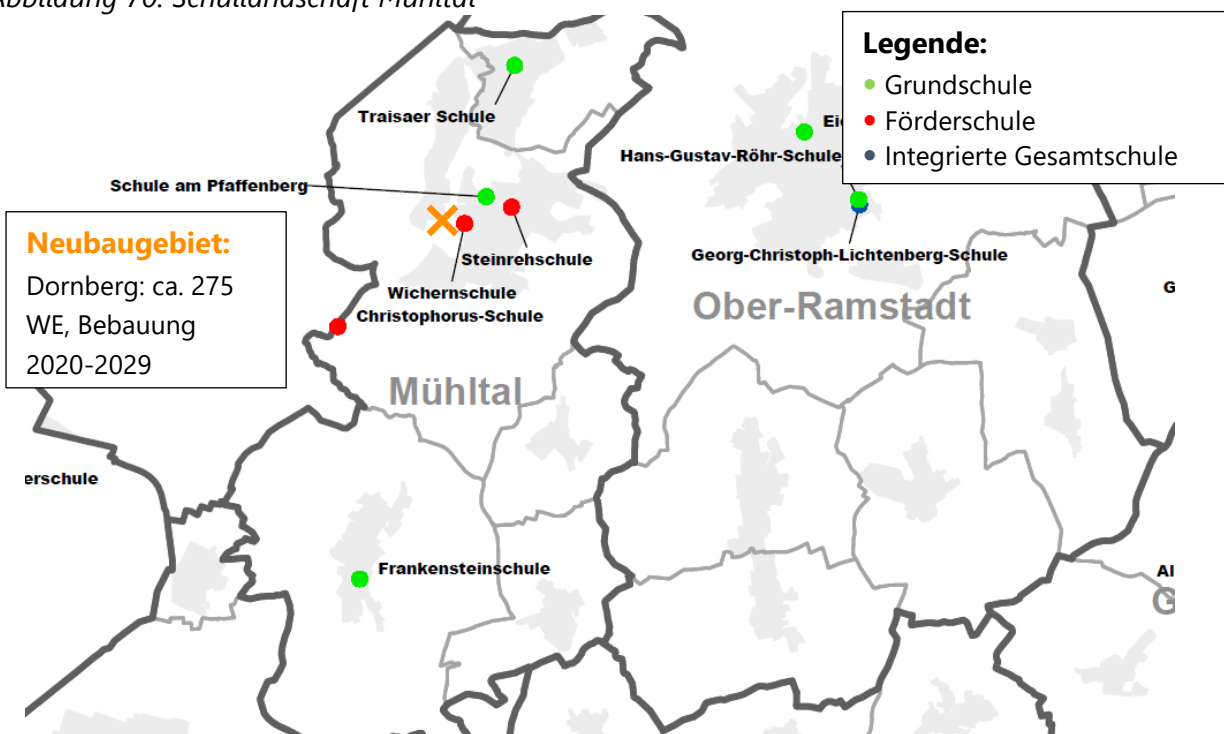 Abbildung 70: Schullandschaft Mühltal
Legende:
Grundschule
Förderschule
Integrierte Gesamtschule
Traisaer Schule
Hans-Gustav-Röhr-Schule
Schule am Pfaffenberg
Neubaugebiet:
Dornberg: ca. 275
WE, Bebauung
2020-2029
Steinrehschule
Georg-Christoph-Lichtenberg-Schule
Wichernschule
Christophorus-Schule
Ober-Ramstadt
Mühltal
erschule
Frankensteinschule